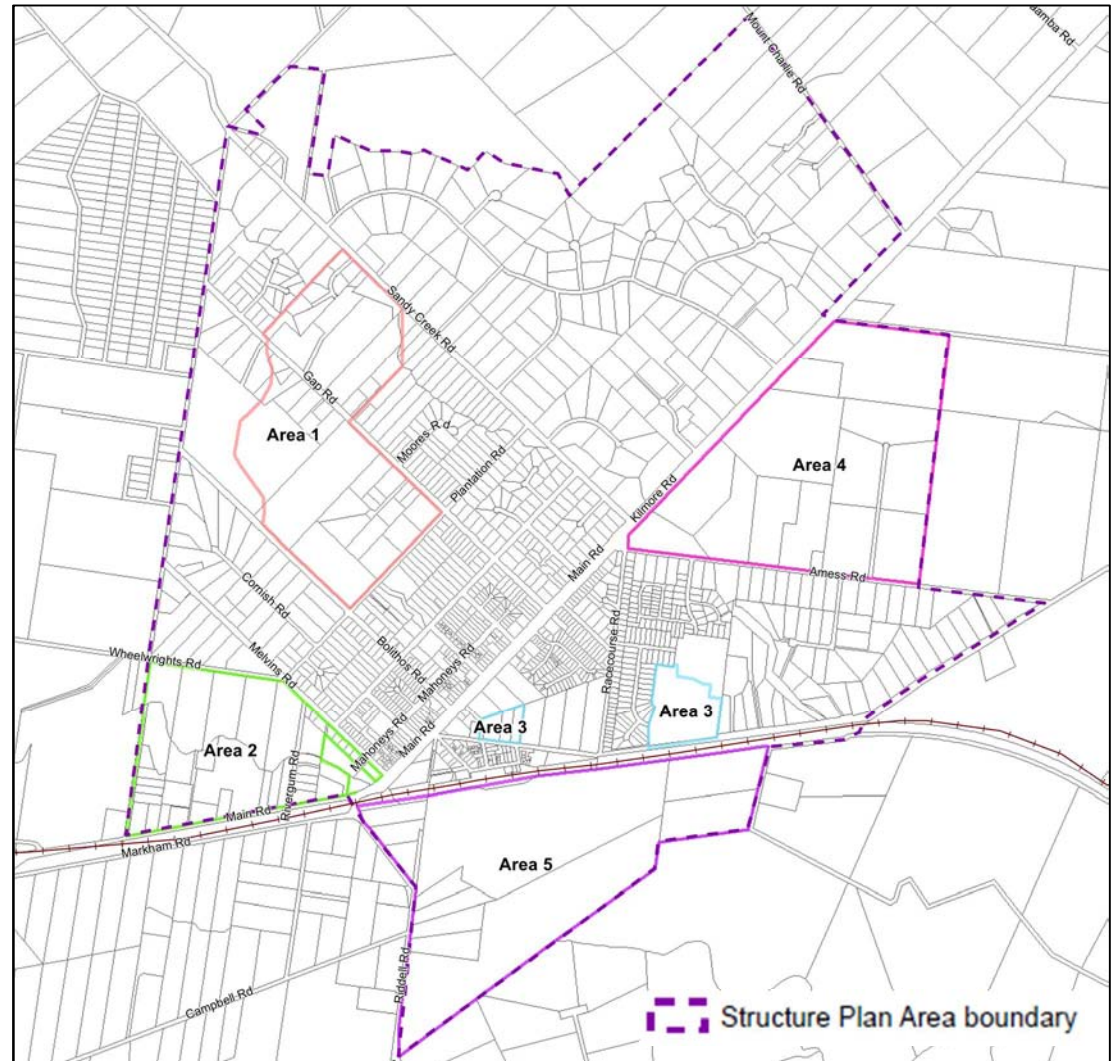 Mount Charlie Rd
aamba Rd
Sandy Creek Rd
Gap Rd
Area 1
Moores Rd
Plantation Rd
Area 4
Kilmore Rd
Main Rd
Amess Rd
Cornish Rd
Bolithos Rd
Racecourse Rd
Wheelwrights Rd
Melvins Rd
Mahoneys Rd
Area 3
Area 3
Area 2
Mahoneys Rd
Main Rd
Rivergum Rd
Main Rd
Markham Rd
Area 5
Riddell Rd
Campbell Rd
Structure Plan Area boundary